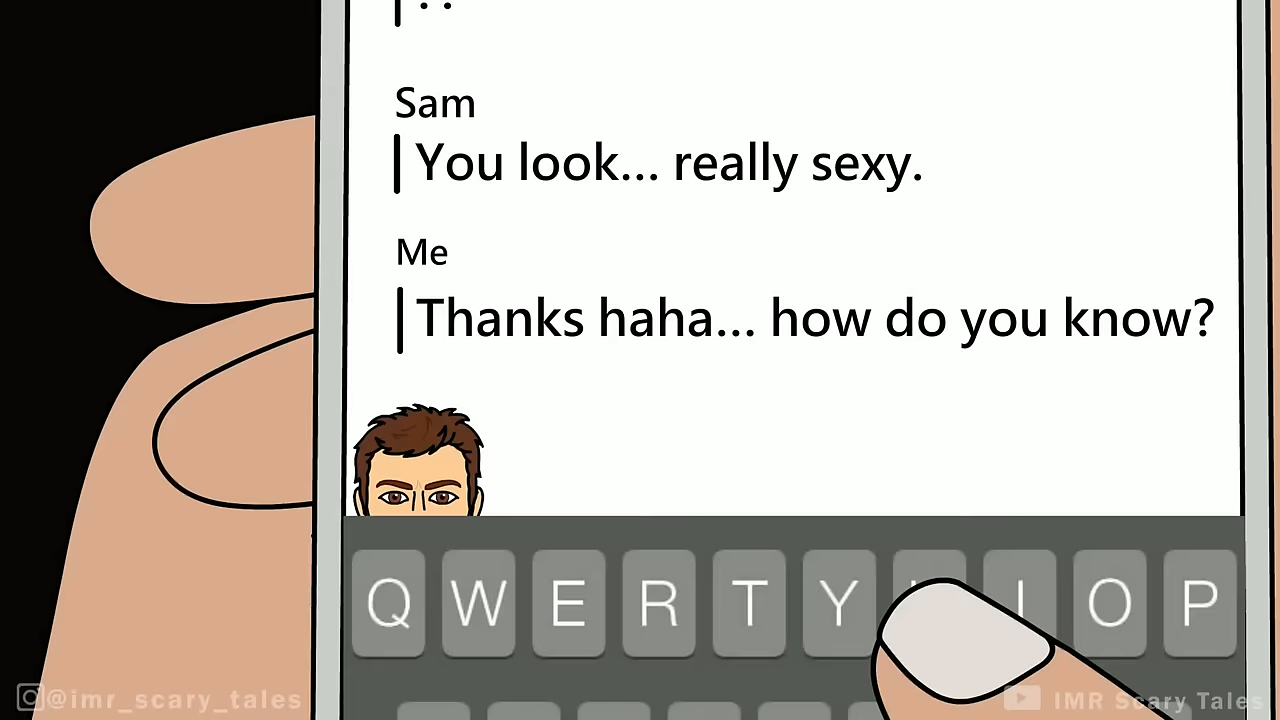 Sam
You look... really sexy.
Me
Thanks haha... how do you know?
Q W E R T Y I O P
@imr_scary_tales
IMR Scary Tales